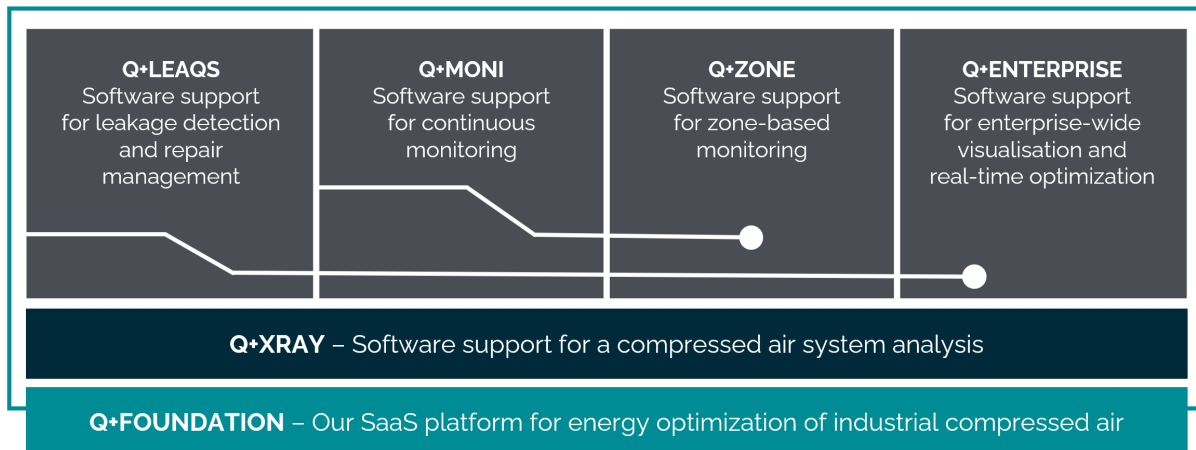 Q+LEAQS
Software support
for leakage detection
and repair
management
Q+MONI
Software support
for continuous
monitoring
Q+ZONE
Software support
for zone-based
monitoring
Q+ENTERPRISE
Software support
for enterprise-wide
visualisation and
real-time optimization
Q+XRAY – Software support for a compressed air system analysis
Q+FOUNDATION – Our SaaS platform for energy optimization of industrial compressed air